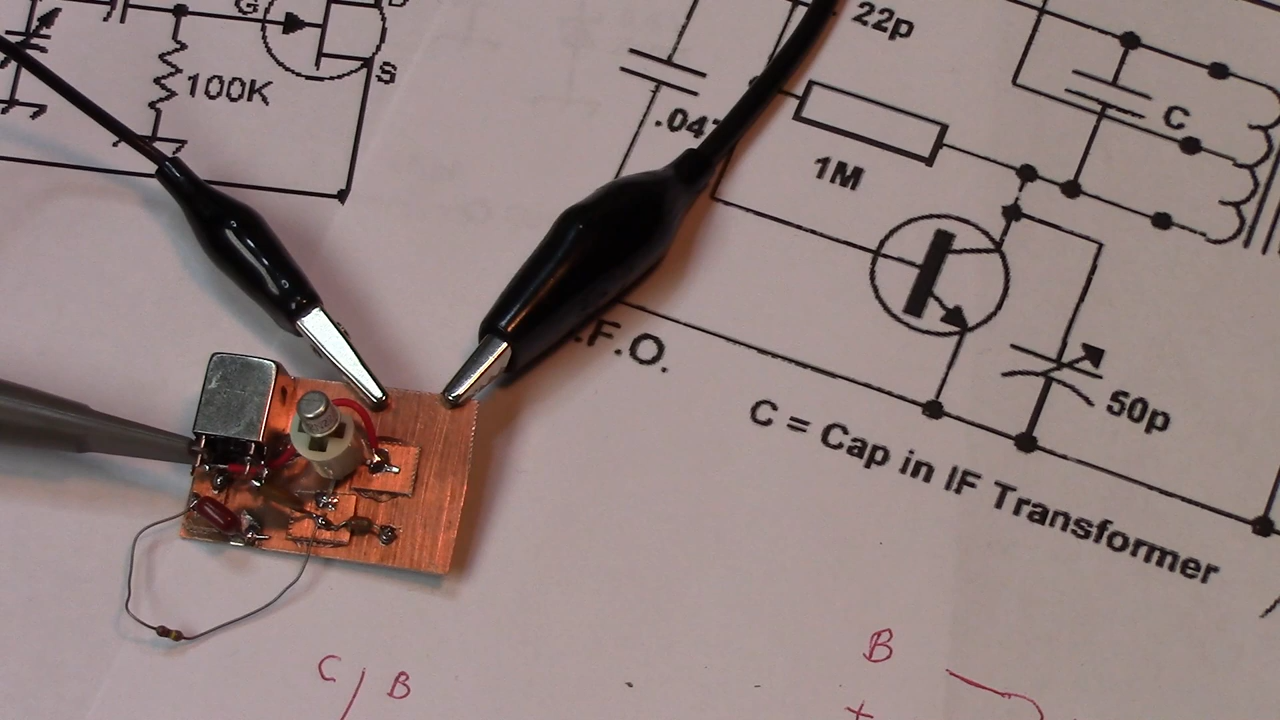 G
S
100K
22p
.047
1M
C
.F.O.
50p
C = Cap in IF Transformer
C / B
B
+